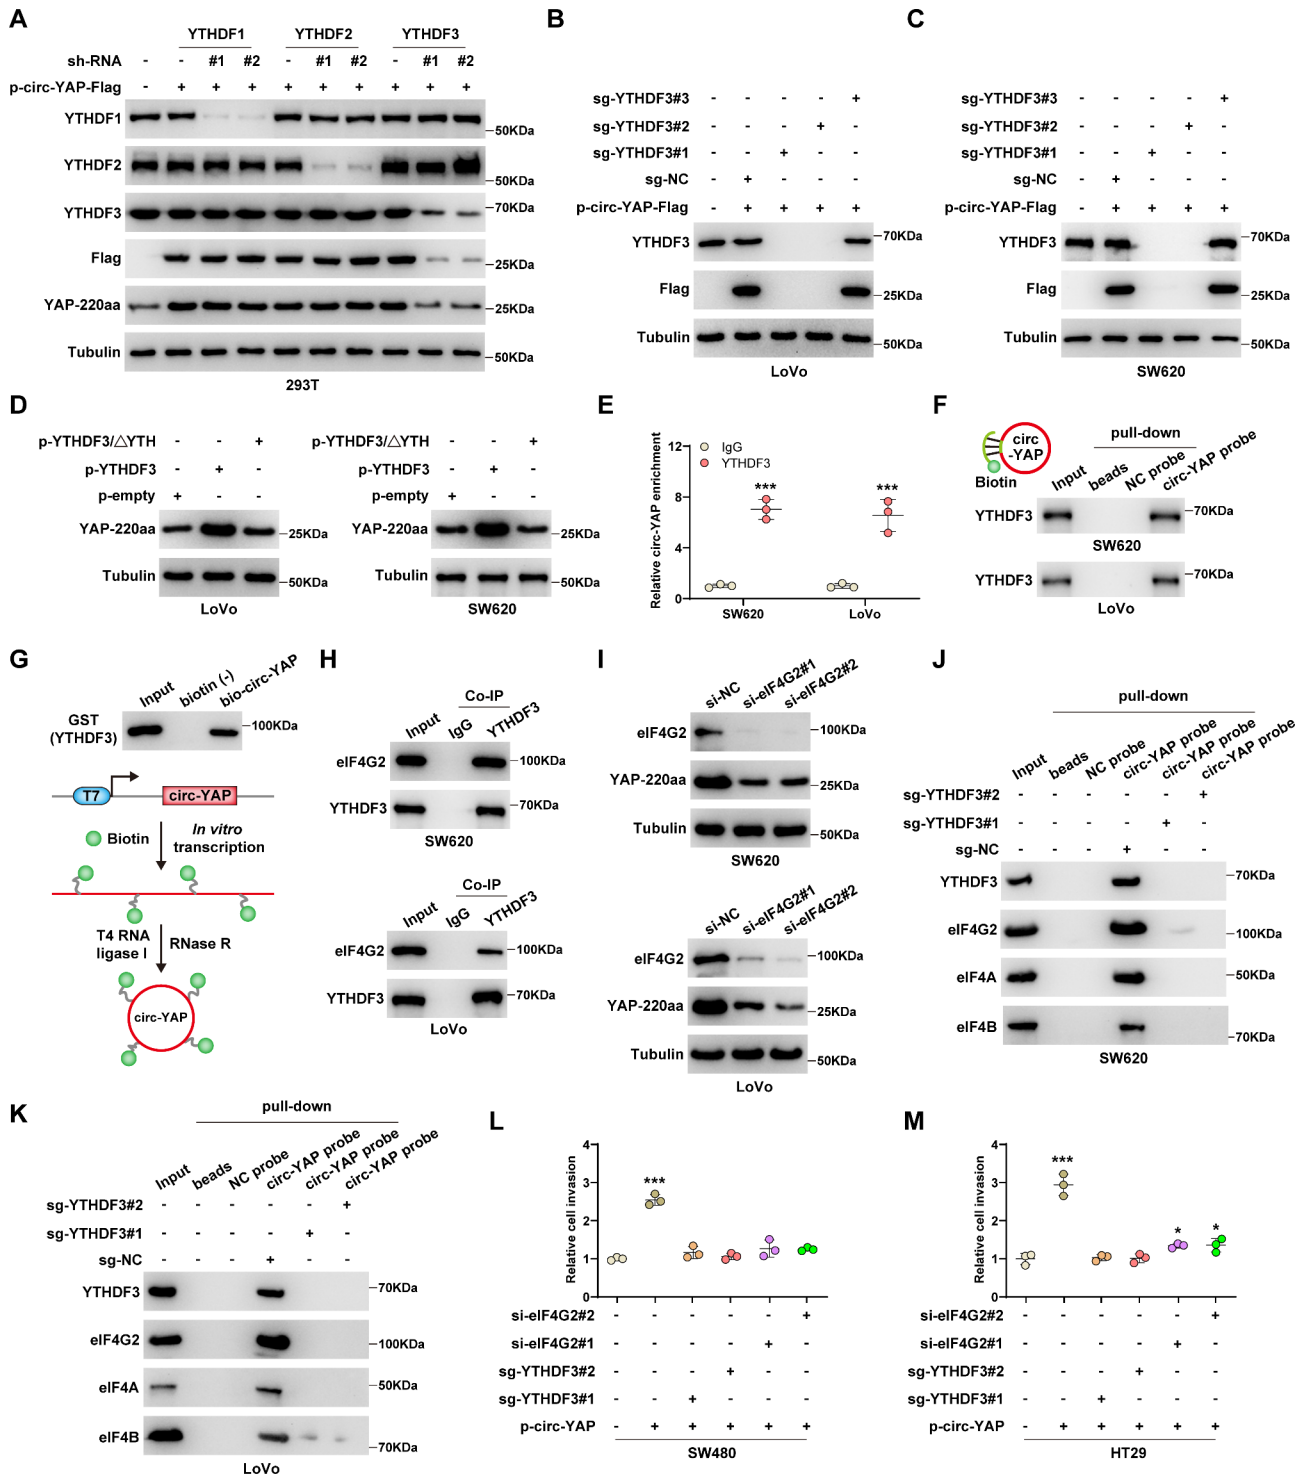 A
YTHDF1 YTHDF2 YTHDF3
sh-RNA - - #1 #2 - #1 #2 - #1 #2
p-circ-YAP-Flag - + + + + + + + + +
YTHDF1
50KDa
YTHDF2
50KDa
YTHDF3
70KDa
Flag
25KDa
YAP-220aa
25KDa
Tubulin
50KDa
293T
B
sg-YTHDF3#3 - - - - +
sg-YTHDF3#2 - - - + -
sg-YTHDF3#1 - - + - -
sg-NC - + - - -
p-circ-YAP-Flag - + + + +
YTHDF3
70KDa
Flag
25KDa
Tubulin
50KDa
LoVo
C
sg-YTHDF3#3 - - - - +
sg-YTHDF3#2 - - - + -
sg-YTHDF3#1 - - + - -
sg-NC - + - - -
p-circ-YAP-Flag - + + + +
YTHDF3
70KDa
Flag
25KDa
Tubulin
50KDa
SW620
D
p-YTHDF3/△YTH - - +
p-YTHDF3 - + -
p-empty + - -
YAP-220aa
25KDa
Tubulin
50KDa
LoVo
p-YTHDF3/△YTH - - +
p-YTHDF3 - + -
p-empty + - -
YAP-220aa
25KDa
Tubulin
50KDa
SW620
E
Relative circ-YAP enrichment
12
8
4
0
IgG
YTHDF3
*** ***
SW620 LoVo
F
circ
-YAP
Biotin
pull-down
Input beads NC probe circ-YAP probe
YTHDF3
70KDa
SW620
YTHDF3
70KDa
LoVo
G
Input biotin (-) bio-circ-YAP
GST
(YTHDF3)
100KDa
T7 circ-YAP
Biotin
In vitro
transcription
T4 RNA
ligase I
RNase R
circ-YAP
H
Co-IP
Input IgG YTHDF3
eIF4G2
100KDa
YTHDF3
70KDa
SW620
Co-IP
Input IgG YTHDF3
eIF4G2
100KDa
YTHDF3
70KDa
LoVo
I
si-NC si-eIF4G2#1 si-eIF4G2#2
eIF4G2
100KDa
YAP-220aa
25KDa
Tubulin
50KDa
SW620
si-NC si-eIF4G2#1 si-eIF4G2#2
eIF4G2
100KDa
YAP-220aa
25KDa
Tubulin
50KDa
LoVo
J
pull-down
Input beads NC probe circ-YAP probe circ-YAP probe circ-YAP probe
sg-YTHDF3#2 - - - - - +
sg-YTHDF3#1 - - - - + -
sg-NC - - - + - -
YTHDF3
70KDa
eIF4G2
100KDa
eIF4A
50KDa
eIF4B
70KDa
SW620
K
pull-down
Input beads NC probe circ-YAP probe circ-YAP probe circ-YAP probe
sg-YTHDF3#2 - - - - - +
sg-YTHDF3#1 - - - - + -
sg-NC - - - + - -
YTHDF3
70KDa
eIF4G2
100KDa
eIF4A
50KDa
eIF4B
70KDa
LoVo
L
Relative cell invasion
4
3
2
1
0
***
si-eIF4G2#2 - - - - - +
si-eIF4G2#1 - - - - + -
sg-YTHDF3#2 - - - + - -
sg-YTHDF3#1 - - + - - -
p-circ-YAP - + + + + +
SW480
M
Relative cell invasion
4
3
2
1
0
*** * *
si-eIF4G2#2 - - - - - +
si-eIF4G2#1 - - - - + -
sg-YTHDF3#2 - - - + - -
sg-YTHDF3#1 - - + - - -
p-circ-YAP - + + + + +
HT29